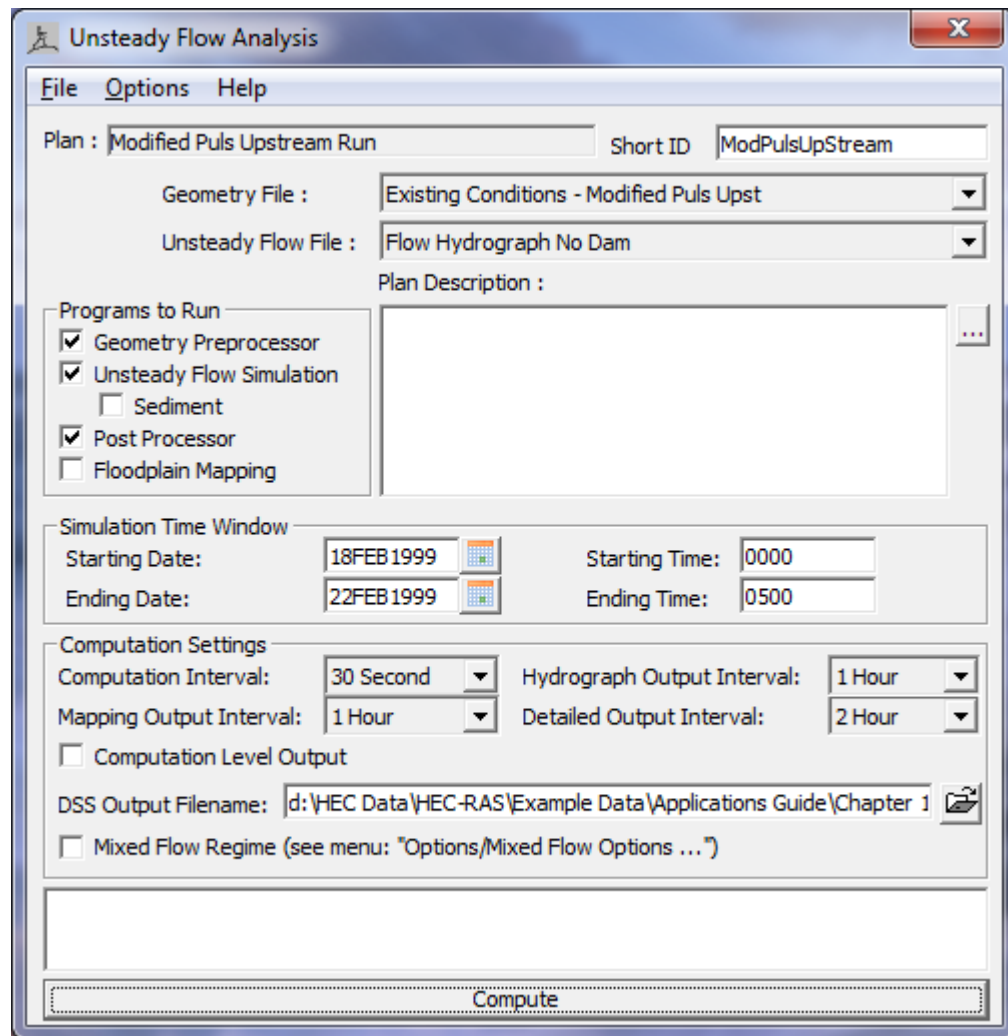 Unsteady Flow Analysis
File Options Help
Plan : Modified Puls Upstream Run Short ID ModPulsUpStream
Geometry File : Existing Conditions - Modified Puls Upst
Unsteady Flow File : Flow Hydrograph No Dam
Plan Description :
Programs to Run
Geometry Preprocessor
...
Unsteady Flow Simulation
Sediment
Post Processor
Floodplain Mapping
Simulation Time Window
Starting Date: 18FEB1999 Starting Time: 0000
Ending Date: 22FEB1999 Ending Time: 0500
Computation Settings
Computation Interval: 30 Second Hydrograph Output Interval: 1 Hour
Mapping Output Interval: 1 Hour Detailed Output Interval: 2 Hour
Computation Level Output
DSS Output Filename: d:\HEC Data\HEC-RAS\Example Data\Applications Guide\Chapter 1
Mixed Flow Regime (see menu: "Options/Mixed Flow Options ...")
Compute